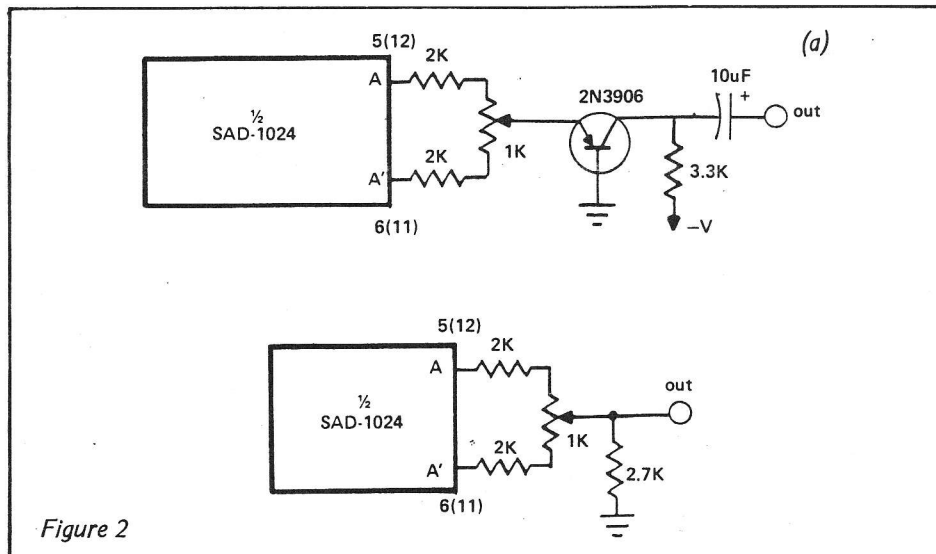 (a)
5(12)
2K
A
½
SAD-1024
1K
2K
A'
6(11)
2N3906
10uF
+
out
3.3K
–V
5(12)
2K
A
½
SAD-1024
1K
2K
A'
6(11)
out
2.7K
Figure 2